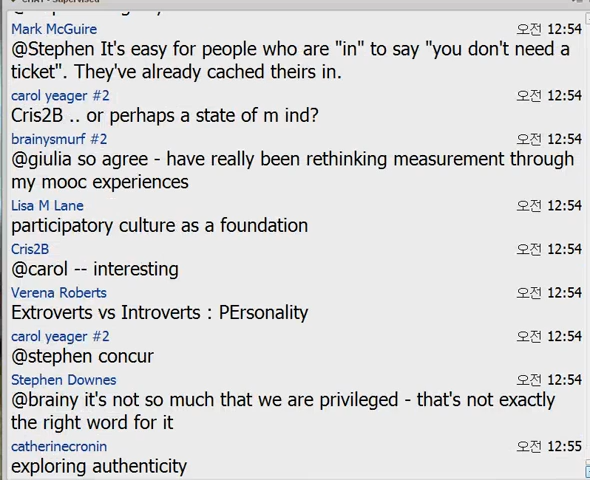 CHAT - Supervised
Mark McGuire 오전 12:54
@Stephen It's easy for people who are "in" to say "you don't need a
ticket". They've already cached theirs in.
carol yeager #2 오전 12:54
Cris2B .. or perhaps a state of m ind?
brainysmurf #2 오전 12:54
@giulia so agree - have really been rethinking measurement through
my mooc experiences
Lisa M Lane 오전 12:54
participatory culture as a foundation
Cris2B 오전 12:54
@carol -- interesting
Verena Roberts 오전 12:54
Extroverts vs Introverts : PErsonality
carol yeager #2 오전 12:54
@stephen concur
Stephen Downes 오전 12:54
@brainy it's not so much that we are privileged - that's not exactly
the right word for it
catherinecronin 오전 12:55
exploring authenticity